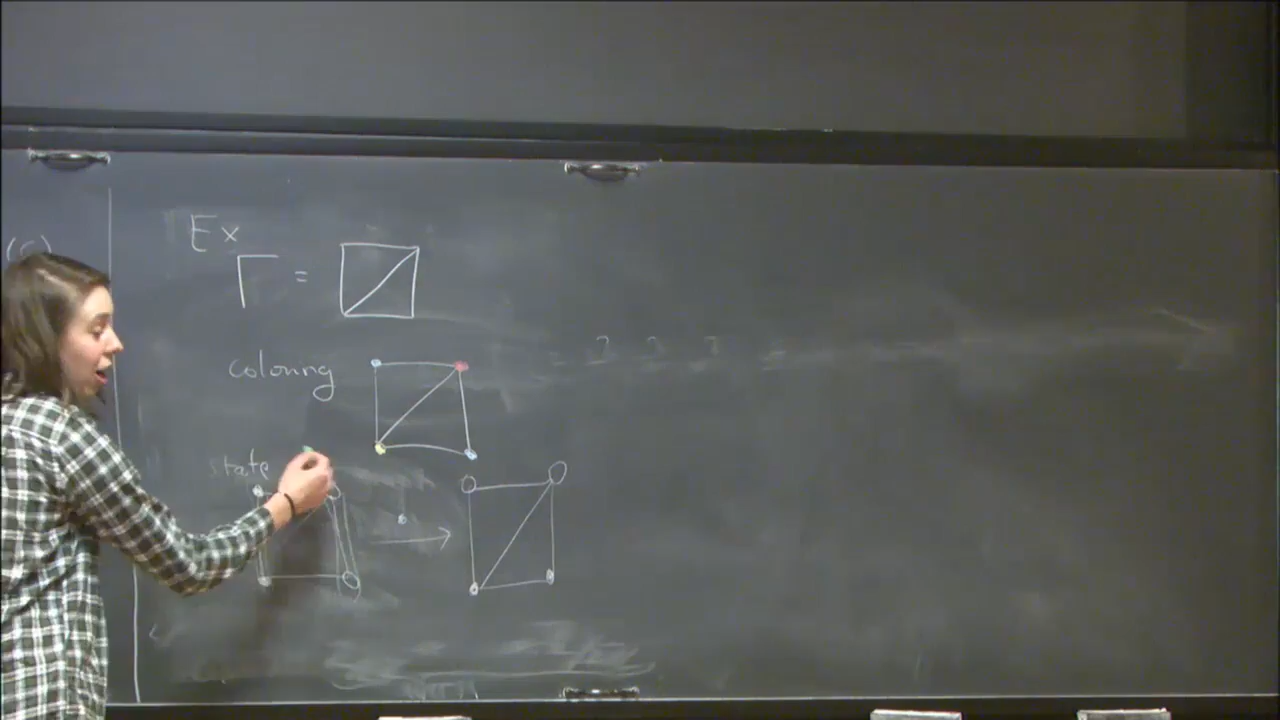 (C)
Ex
Γ =
coloring
state